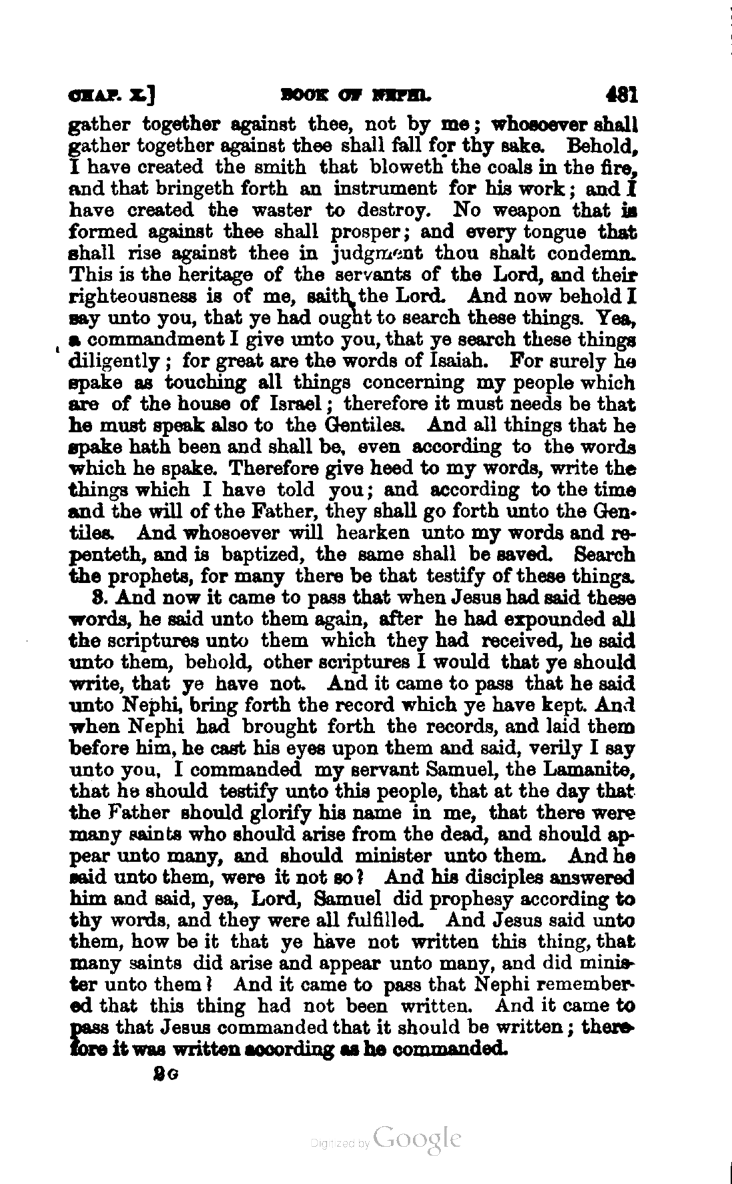 CHAP. X.] BOOK OF NEPHI. 481
gather together against thee, not by me; whosoever shall
gather together against thee shall fall for thy sake. Behold,
I have created the smith that bloweth the coals in the fire,
and that bringeth forth an instrument for his work; and I
have created the waster to destroy. No weapon that is
formed against thee shall prosper; and every tongue that
shall rise against thee in judgment thou shalt condemn.
This is the heritage of the servants of the Lord, and their
righteousness is of me, saith the Lord. And now behold I
say unto you, that ye had ought to search these things. Yea,
a commandment I give unto you, that ye search these things
diligently; for great are the words of Isaiah. For surely he
spake as touching all things concerning my people which
are of the house of Israel; therefore it must needs be that
he must speak also to the Gentiles. And all things that he
spake hath been and shall be, even according to the words
which he spake. Therefore give heed to my words, write the
things which I have told you; and according to the time
and the will of the Father, they shall go forth unto the Gen-
tiles. And whosoever will hearken unto my words and re-
penteth, and is baptized, the same shall be saved. Search
the prophets, for many there be that testify of these things.
3. And now it came to pass that when Jesus had said these
words, he said unto them again, after he had expounded all
the scriptures unto them which they had received, he said
unto them, behold, other scriptures I would that ye should
write, that ye have not. And it came to pass that he said
unto Nephi, bring forth the record which ye have kept. And
when Nephi had brought forth the records, and laid them
before him, he cast his eyes upon them and said, verily I say
unto you, I commanded my servant Samuel, the Lamanite,
that he should testify unto this people, that at the day that
the Father should glorify his name in me, that there were
many saints who should arise from the dead, and should ap-
pear unto many, and should minister unto them. And he
said unto them, were it not so? And his disciples answered
him and said, yea, Lord, Samuel did prophesy according to
thy words, and they were all fulfilled. And Jesus said unto
them, how be it that ye have not written this thing, that
many saints did arise and appear unto many, and did minis-
ter unto them? And it came to pass that Nephi remember-
ed that this thing had not been written. And it came to
pass that Jesus commanded that it should be written; there-
fore it was written according as he commanded.
2G
Digitized by Google